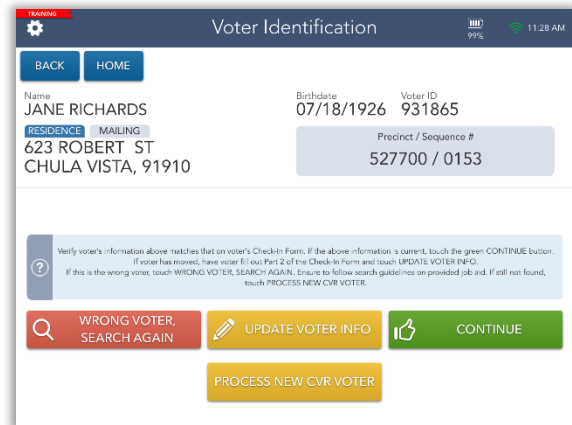 TRAINING
Voter Identification
99%
11:28 AM
BACK
HOME
Name
JANE RICHARDS
Birthdate
07/18/1926
Voter ID
931865
RESIDENCE
MAILING
623 ROBERT ST
CHULA VISTA, 91910
Precinct / Sequence #
527700 / 0153
?
Verify voter's information above matches that on voter's Check-In Form. If the above information is current, touch the green CONTINUE button.
If voter has moved, have voter fill out Part 2 of the Check-In Form and touch UPDATE VOTER INFO.
If this is the wrong voter, touch WRONG VOTER, SEARCH AGAIN. Ensure to follow search guidelines on provided job aid. If still not found,
touch PROCESS NEW CVR VOTER.
WRONG VOTER,
SEARCH AGAIN
UPDATE VOTER INFO
CONTINUE
PROCESS NEW CVR VOTER